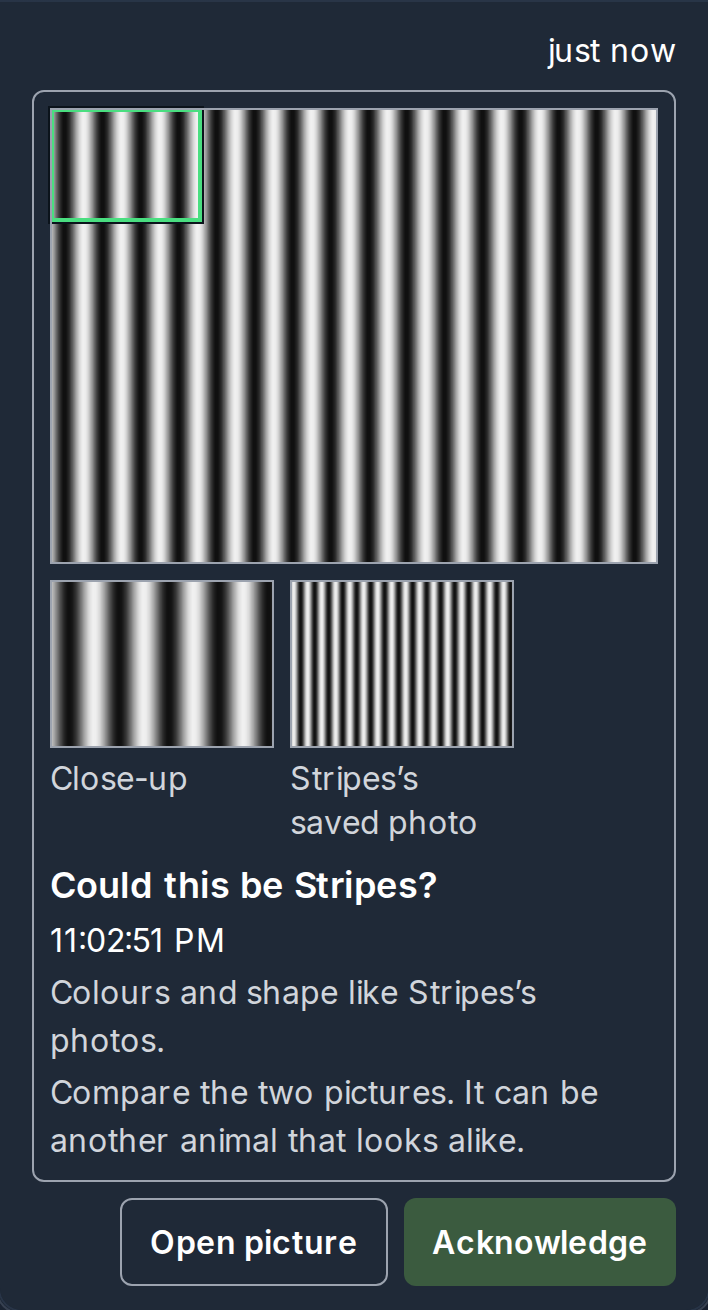 just now
Close-up
Stripes’s
saved photo
Could this be Stripes?
11:02:51 PM
Colours and shape like Stripes’s
photos.
Compare the two pictures. It can be
another animal that looks alike.
Open picture
Acknowledge